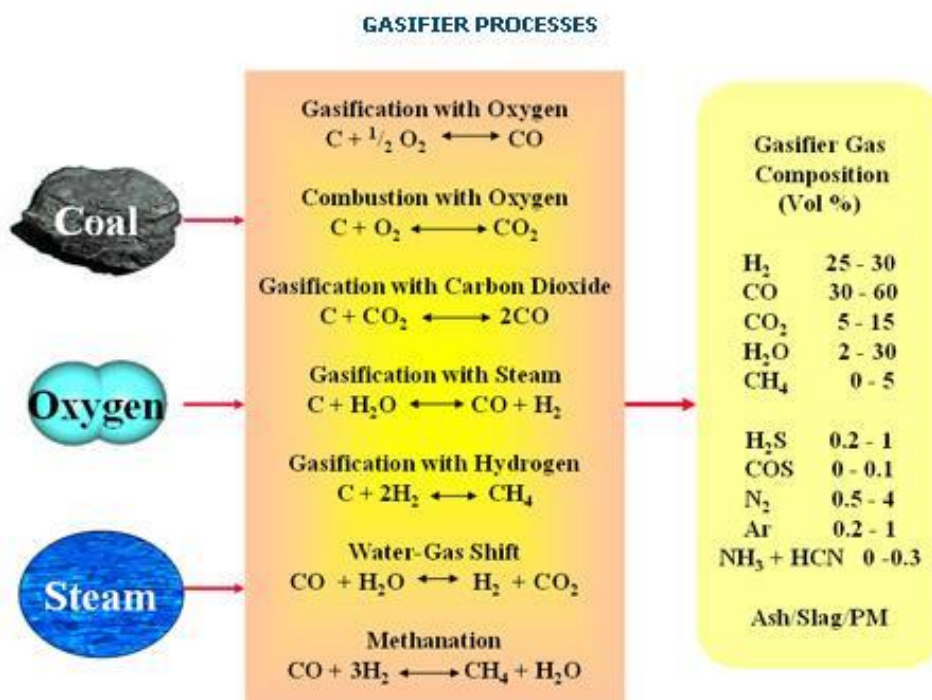 GASIFIER PROCESSES
Coal
Oxygen
Steam
Gasification with Oxygen
C + ¹/₂ O₂ ⟷ CO
Combustion with Oxygen
C + O₂ ⟷ CO₂
Gasification with Carbon Dioxide
C + CO₂ ⟷ 2CO
Gasification with Steam
C + H₂O ⟷ CO + H₂
Gasification with Hydrogen
C + 2H₂ ⟷ CH₄
Water-Gas Shift
CO + H₂O ⟷ H₂ + CO₂
Methanation
CO + 3H₂ ⟷ CH₄ + H₂O
Gasifier Gas
Composition
(Vol %)
H₂ 25 - 30
CO 30 - 60
CO₂ 5 - 15
H₂O 2 - 30
CH₄ 0 - 5
H₂S 0.2 - 1
COS 0 - 0.1
N₂ 0.5 - 4
Ar 0.2 - 1
NH₃ + HCN 0 -0.3
Ash/Slag/PM